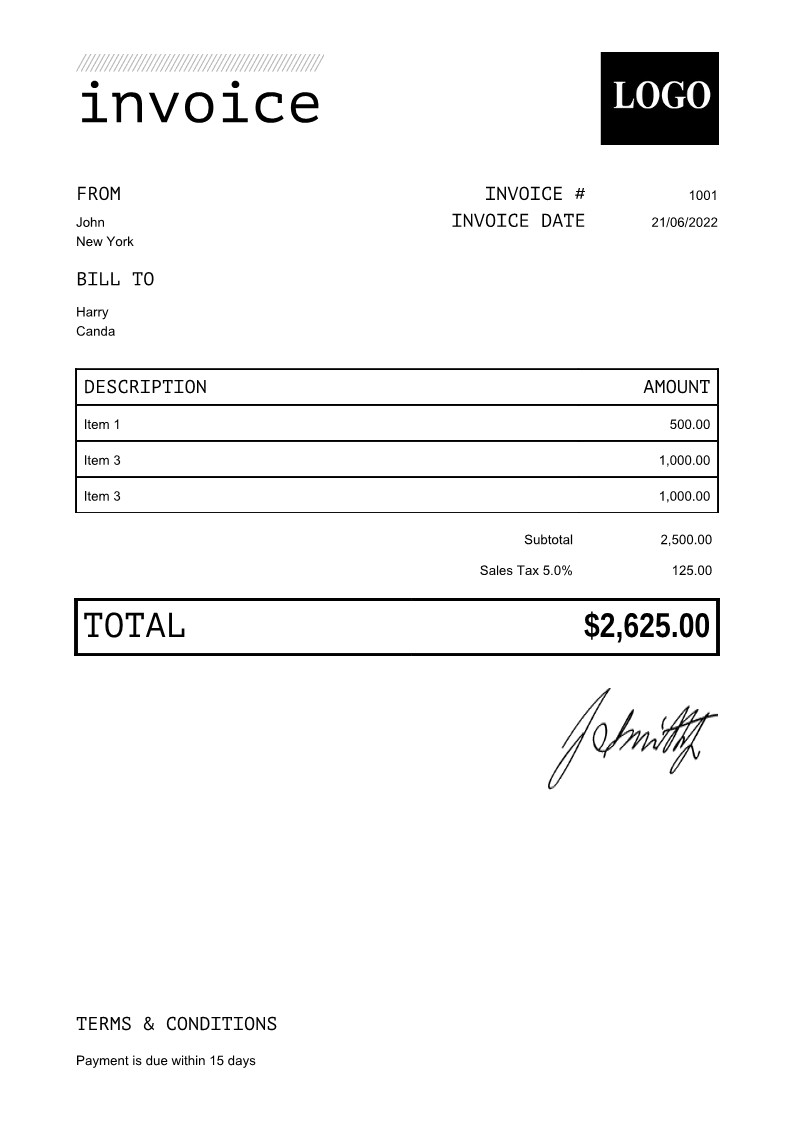 invoice
LOGO
FROM
INVOICE # 1001
John
INVOICE DATE 21/06/2022
New York
BILL TO
Harry
Canda
DESCRIPTION AMOUNT
Item 1 500.00
Item 3 1,000.00
Item 3 1,000.00
Subtotal 2,500.00
Sales Tax 5.0% 125.00
TOTAL $2,625.00
J Smith
TERMS & CONDITIONS
Payment is due within 15 days